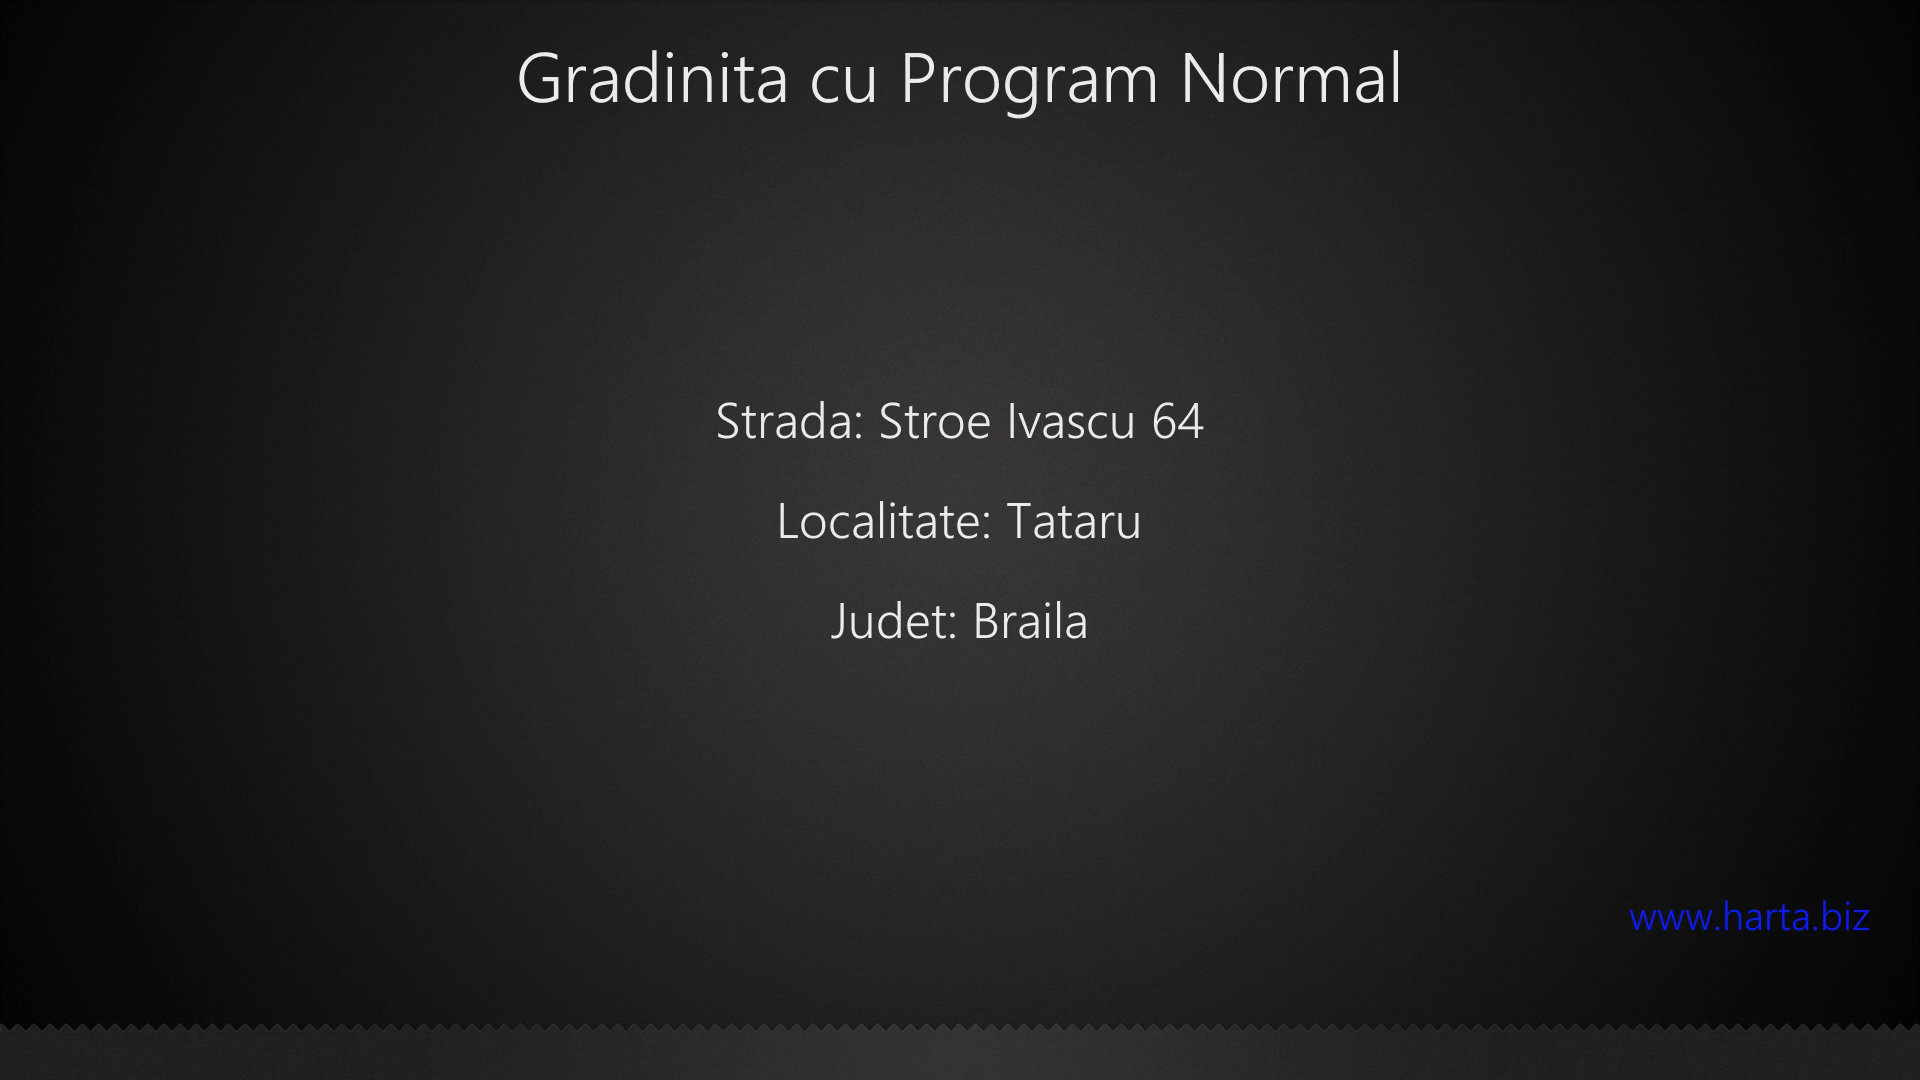 Gradinita cu Program Normal
Strada: Stroe Ivascu 64
Localitate: Tataru
Judet: Braila
www.harta.biz